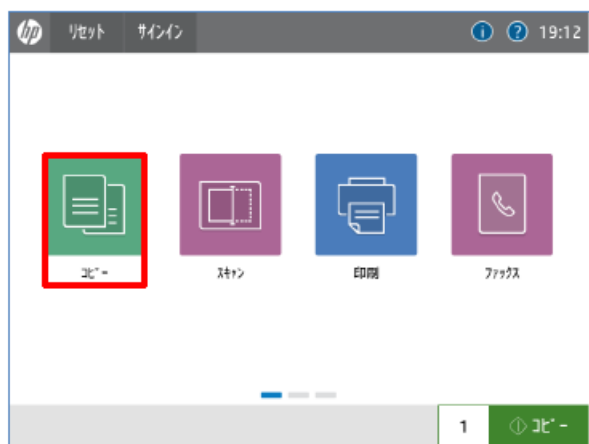 hp リセット サインイン i ? 19:12
コピー スキャン 印刷 ファックス
1 コピー